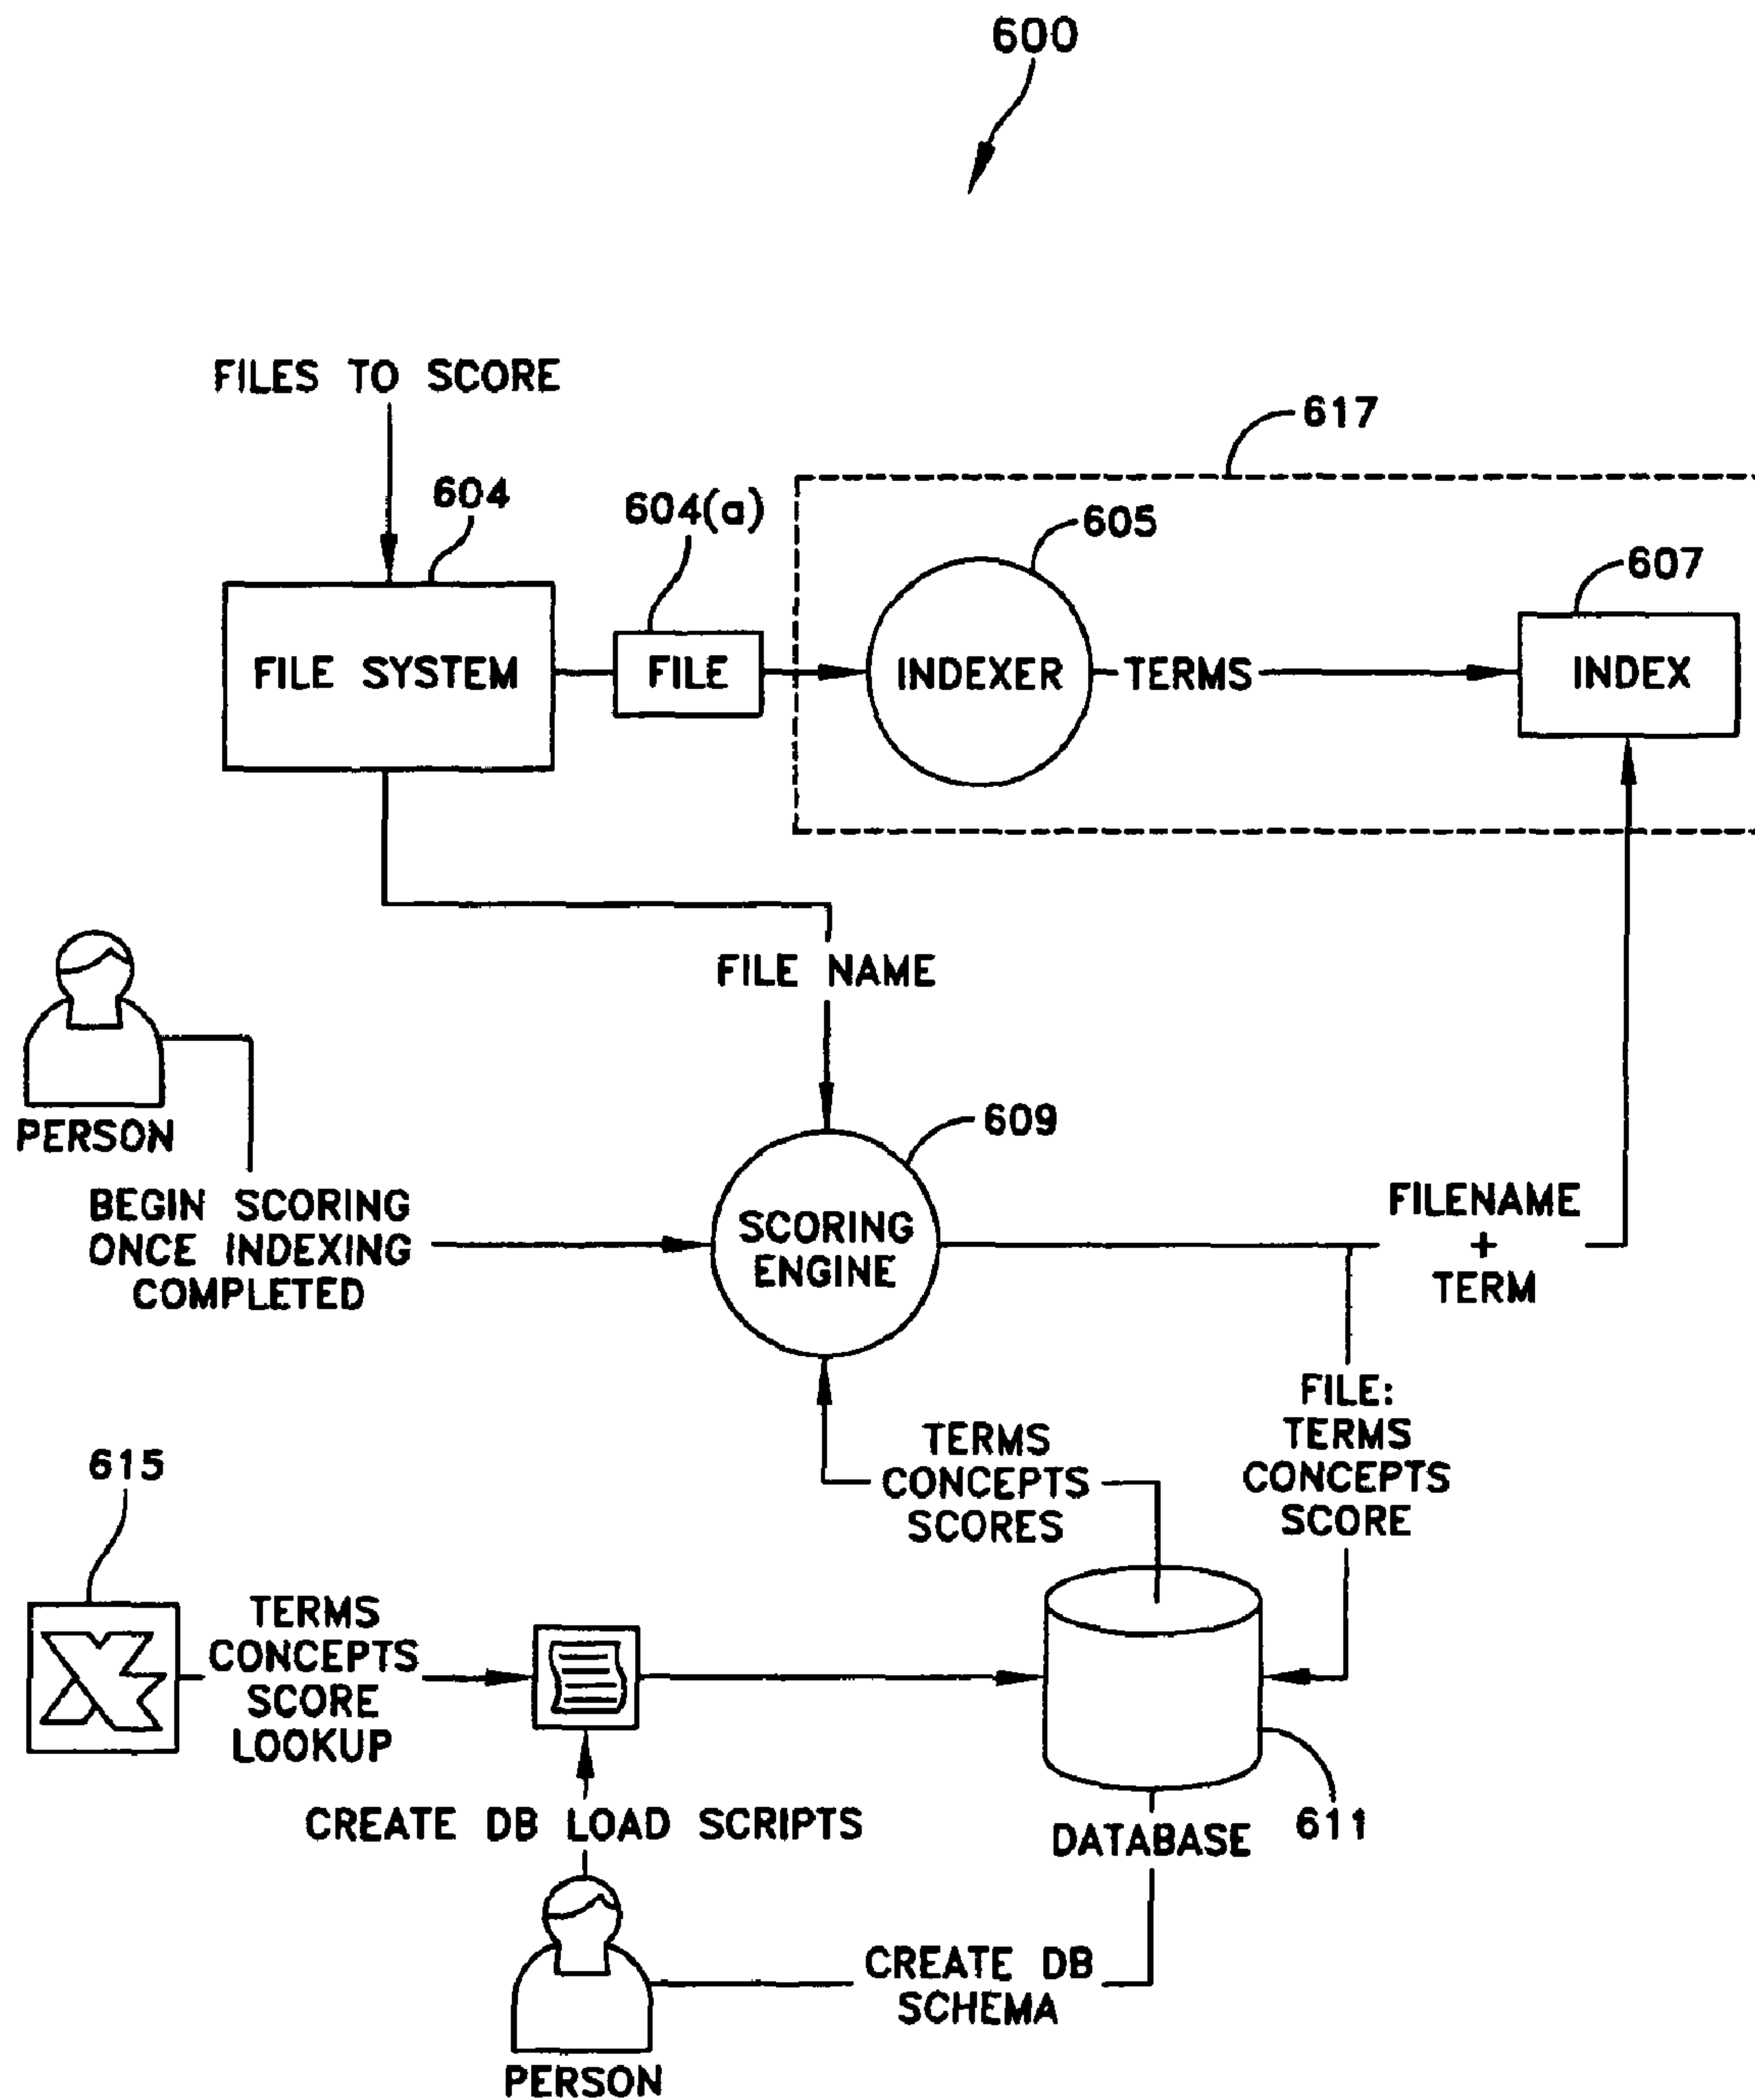 600
FILES TO SCORE
617
604
604(a)
605
607
FILE SYSTEM
FILE
INDEXER
TERMS
INDEX
FILE NAME
PERSON
609
BEGIN SCORING
ONCE INDEXING
COMPLETED
SCORING
ENGINE
FILENAME
+
TERM
FILE:
TERMS
CONCEPTS
SCORE
TERMS
CONCEPTS
SCORES
615
TERMS
CONCEPTS
SCORE
LOOKUP
X
CREATE DB LOAD SCRIPTS
DATABASE
611
CREATE DB
SCHEMA
PERSON